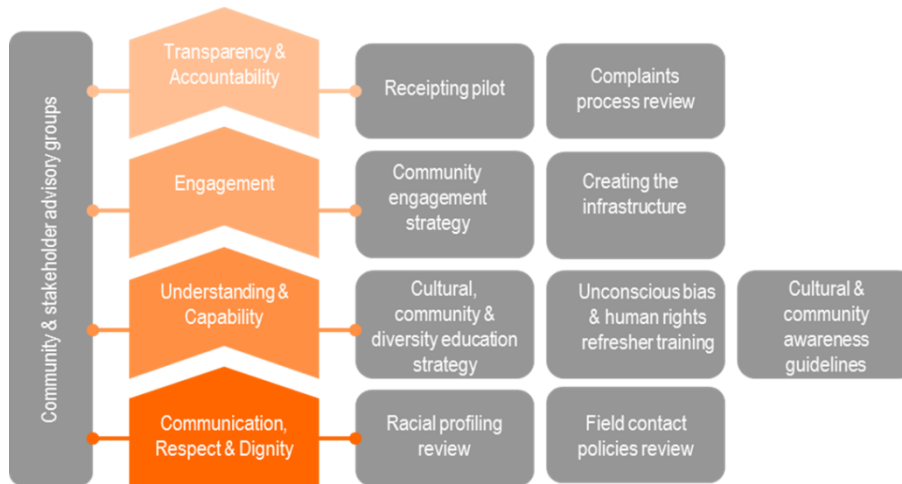 Community & stakeholder advisory groups
Transparency &
Accountability
Receipting pilot
Complaints
process review
Engagement
Community
engagement
strategy
Creating the
infrastructure
Understanding &
Capability
Cultural,
community &
diversity education
strategy
Unconscious bias
& human rights
refresher training
Cultural &
community
awareness
guidelines
Communication,
Respect & Dignity
Racial profiling
review
Field contact
policies review